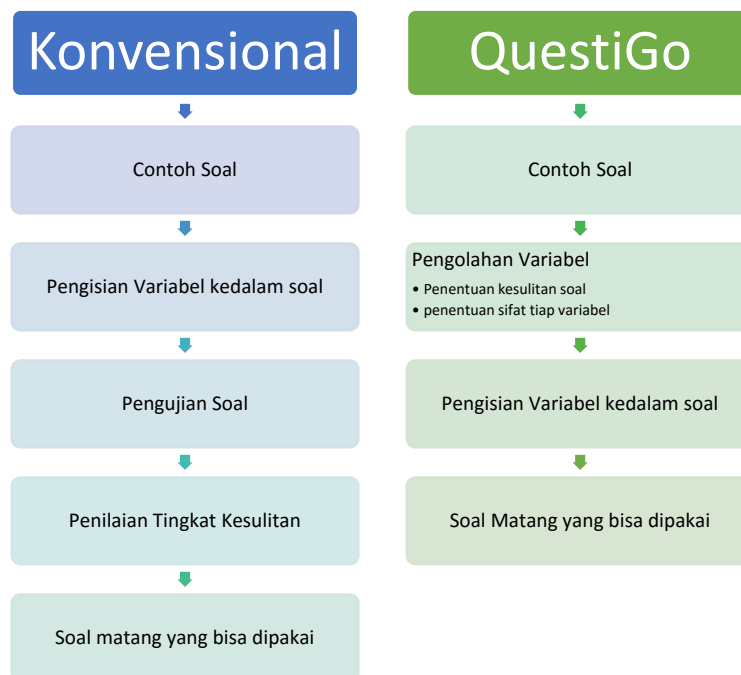 Konvensional
Contoh Soal
Pengisian Variabel kedalam soal
Pengujian Soal
Penilaian Tingkat Kesulitan
Soal matang yang bisa dipakai
QuestiGo
Contoh Soal
Pengolahan Variabel
• Penentuan kesulitan soal
• penentuan sifat tiap variabel
Pengisian Variabel kedalam soal
Soal Matang yang bisa dipakai